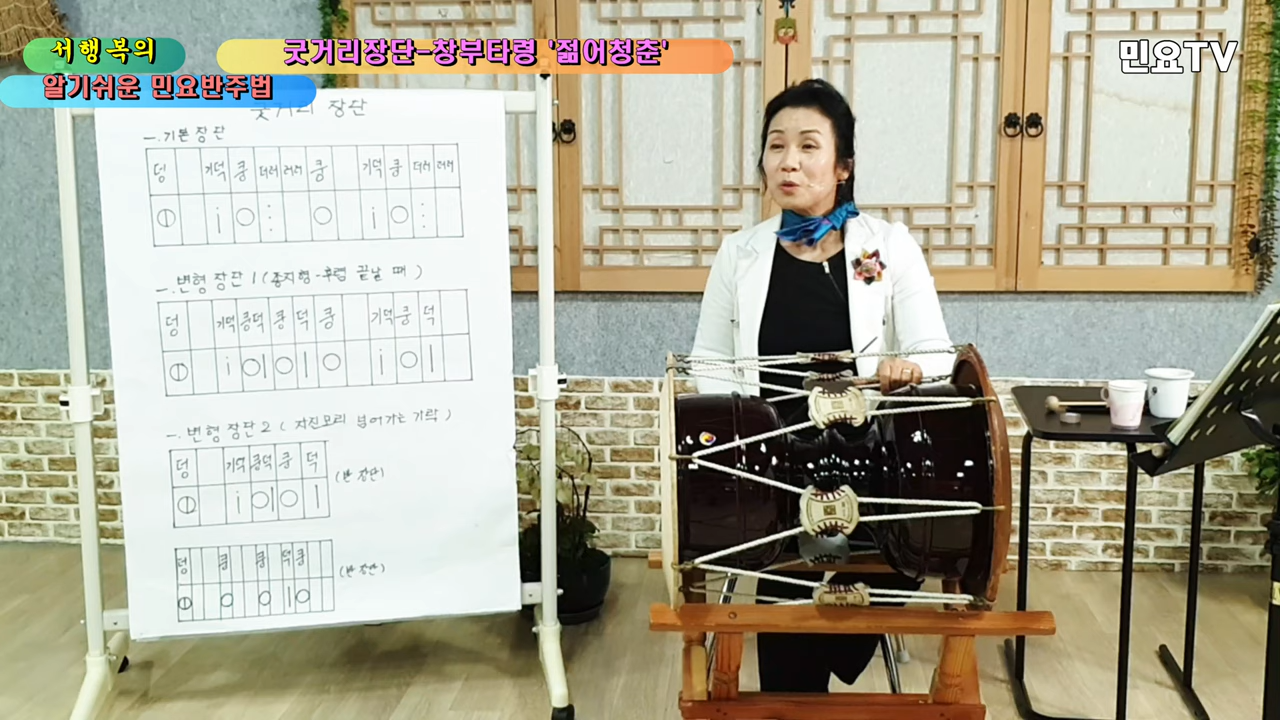 서행복의
알기쉬운 민요반주법
굿거리장단-창부타령 '젊어청춘'
민요TV
굿거리 장단
一. 기본 장단
덩 기덕 쿵 더러 러러 쿵 기덕 쿵 더러 러러
一. 변형 장단 1 (종지형-후렴 끝날 때)
덩 기덕 쿵덕 쿵 덕 쿵 기덕 쿵 덕
一. 변형 장단 2 ( 자진모리 넘어가는 가락 )
덩 기덕 쿵덕 쿵 덕
(반 장단)
덩 쿵 쿵 덕 쿵
(반 장단)